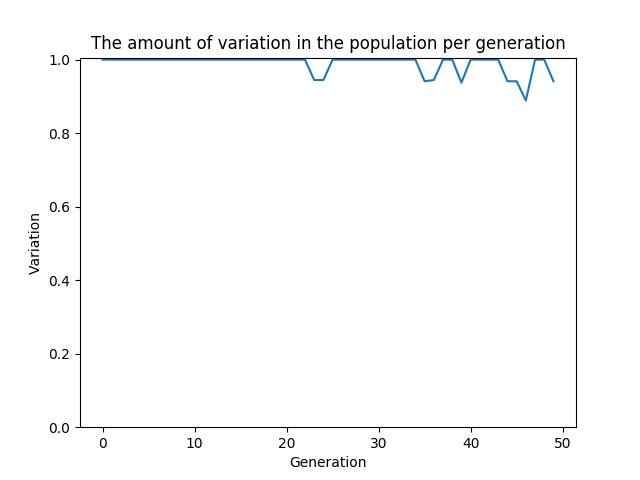 The amount of variation in the population per generation
1.0
0.8
0.6
0.4
0.2
0.0
Variation
0 10 20 30 40 50
Generation